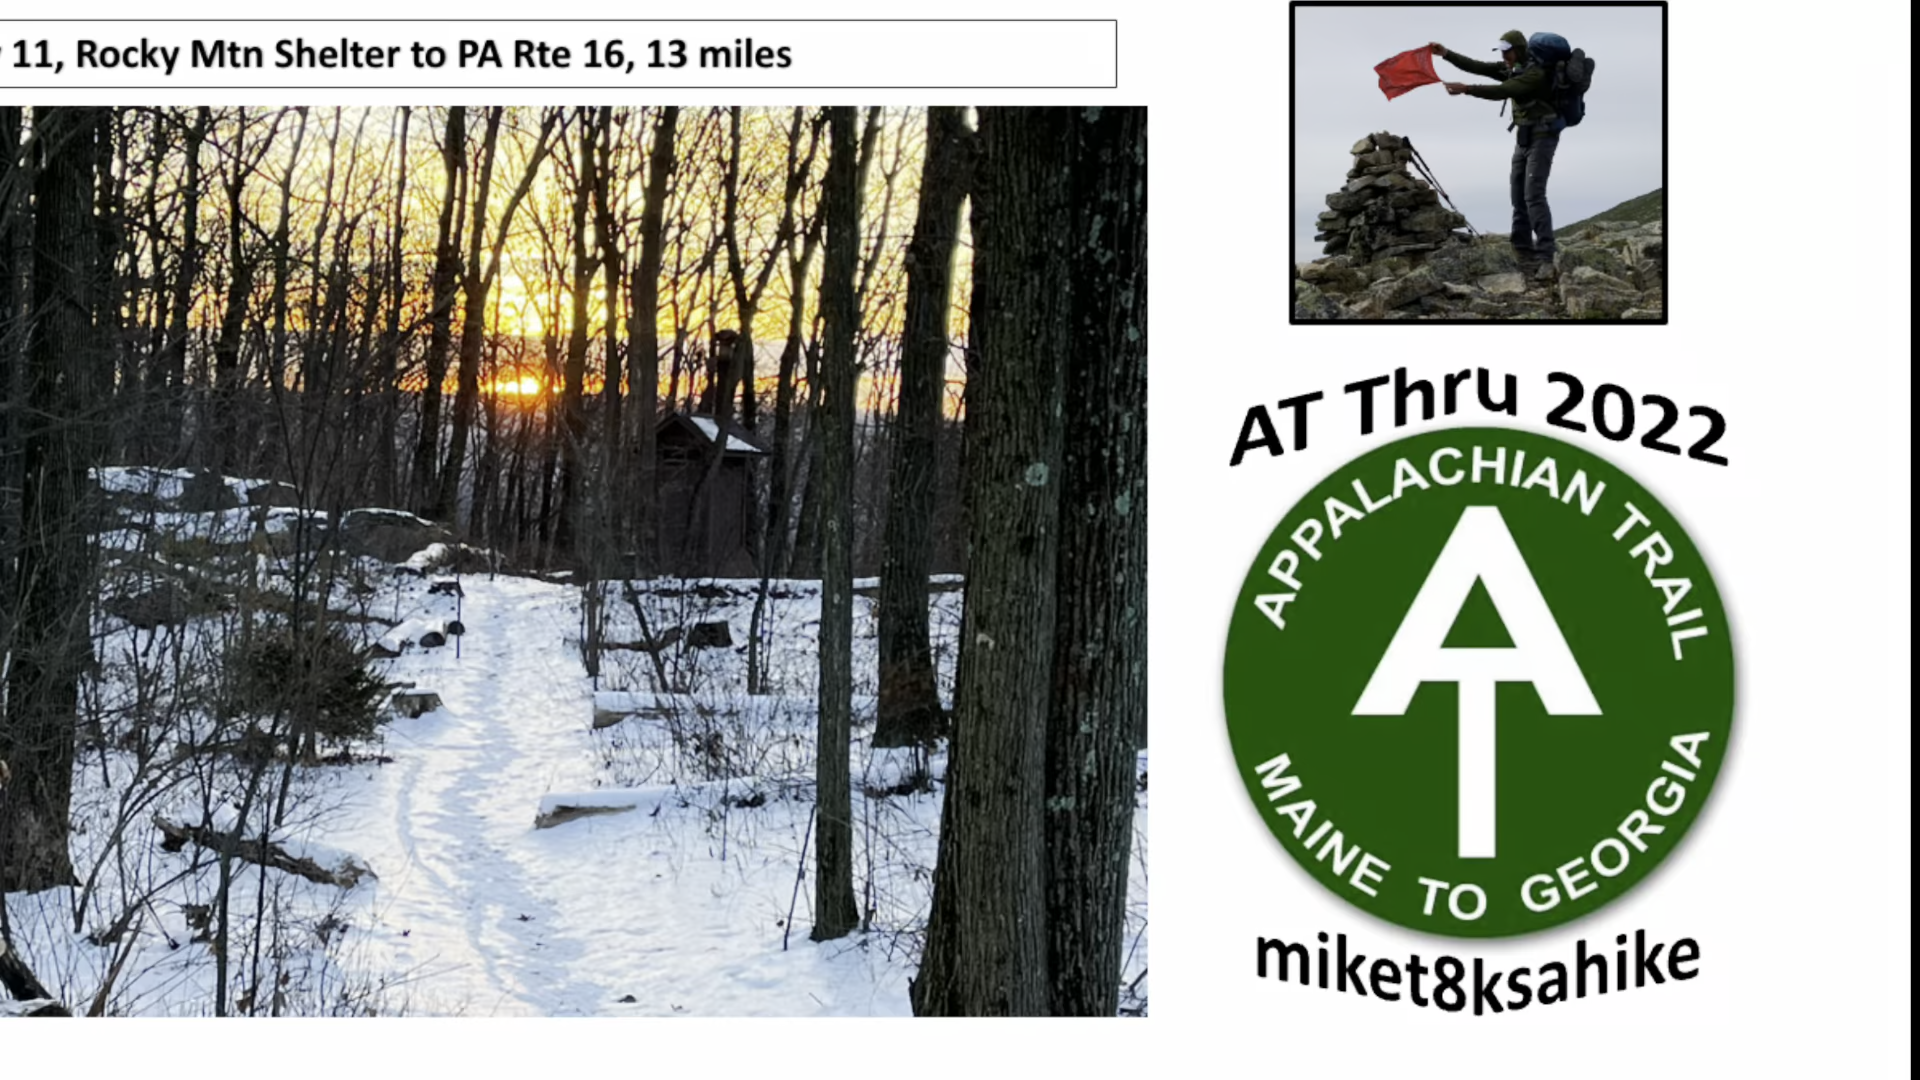 11, Rocky Mtn Shelter to PA Rte 16, 13 miles
AT Thru 2022
APPALACHIAN TRAIL
MAINE TO GEORGIA
miket8ksahike